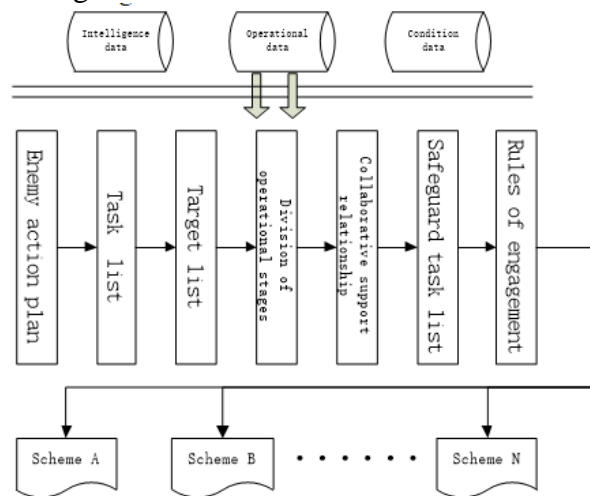 Intelligence
data
Operational
data
Condition
data
Enemy action plan
Task list
Target list
Division of
operational stages
Collaborative support
relationship
Safeguard task list
Rules of engagement
Scheme A
Scheme B
......
Scheme N